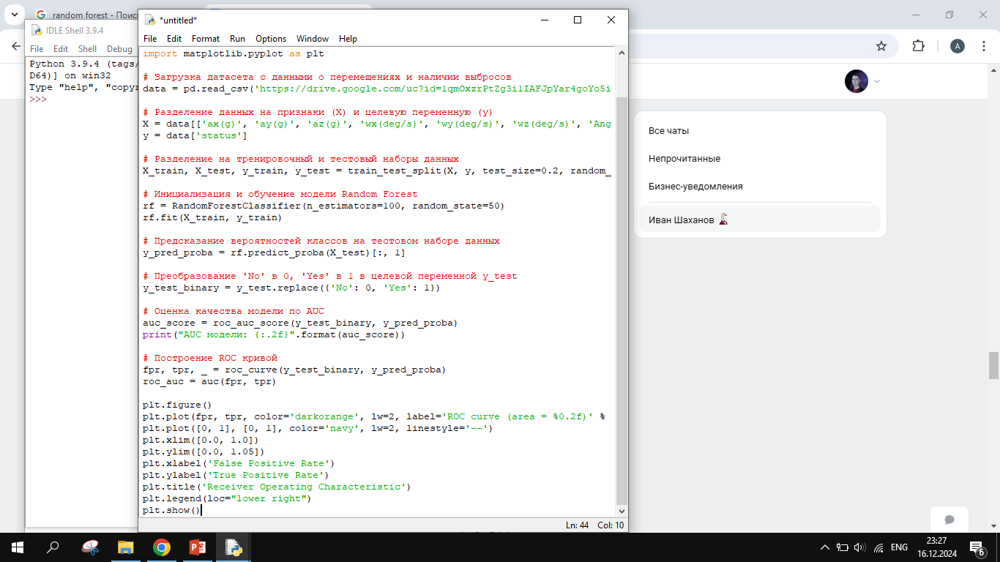 random forest - Поис
*untitled*
IDLE Shell 3.9.4
File Edit Shell Debug
Python 3.9.4 (tags/
D64)] on win32
Type "help", "copyr
>>>
File Edit Format Run Options Window Help
import matplotlib.pyplot as plt
# Загрузка датасета с данными о перемещениях и наличии выбросов
data = pd.read_csv('https://drive.google.com/uc?id=1qmOxzrPtZg3i1IAFJpYar4goYo5i
# Разделение данных на признаки (X) и целевую переменную (y)
X = data[['ax(g)', 'ay(g)', 'az(g)', 'wx(deg/s)', 'wy(deg/s)', 'wz(deg/s)', 'Ang
y = data['status']
# Разделение на тренировочный и тестовый наборы данных
X_train, X_test, y_train, y_test = train_test_split(X, y, test_size=0.2, random_
# Инициализация и обучение модели Random Forest
rf = RandomForestClassifier(n_estimators=100, random_state=50)
rf.fit(X_train, y_train)
# Предсказание вероятностей классов на тестовом наборе данных
y_pred_proba = rf.predict_proba(X_test)[:, 1]
# Преобразование 'No' в 0, 'Yes' в 1 в целевой переменной y_test
y_test_binary = y_test.replace({'No': 0, 'Yes': 1})
# Оценка качества модели по AUC
auc_score = roc_auc_score(y_test_binary, y_pred_proba)
print("AUC модели: {:.2f}".format(auc_score))
# Построение ROC кривой
fpr, tpr, _ = roc_curve(y_test_binary, y_pred_proba)
roc_auc = auc(fpr, tpr)
plt.figure()
plt.plot(fpr, tpr, color='darkorange', lw=2, label='ROC curve (area = %0.2f)' %
plt.plot([0, 1], [0, 1], color='navy', lw=2, linestyle='--')
plt.xlim([0.0, 1.0])
plt.ylim([0.0, 1.05])
plt.xlabel('False Positive Rate')
plt.ylabel('True Positive Rate')
plt.title('Receiver Operating Characteristic')
plt.legend(loc="lower right")
plt.show()
Ln: 44 Col: 10
A
Все чаты
Непрочитанные
Бизнес-уведомления
Иван Шаханов
ENG
23:27
16.12.2024
6